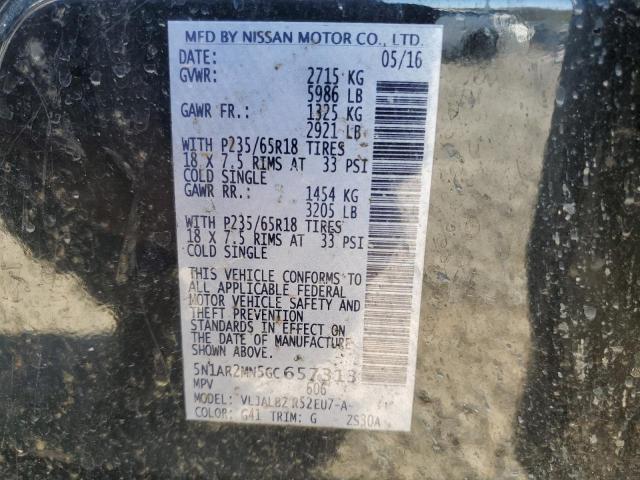 MFD BY NISSAN MOTOR CO., LTD.
DATE: 05/16
GVWR: 2715 KG
5986 LB
GAWR FR.: 1325 KG
2921 LB
WITH P235/65R18 TIRES
18 X 7.5 RIMS AT 33 PSI
COLD SINGLE
GAWR RR.: 1454 KG
3205 LB
WITH P235/65R18 TIRES
18 X 7.5 RIMS AT 33 PSI
COLD SINGLE
THIS VEHICLE CONFORMS TO
ALL APPLICABLE FEDERAL
MOTOR VEHICLE SAFETY AND
THEFT PREVENTION
STANDARDS IN EFFECT ON
THE DATE OF MANUFACTURE
SHOWN ABOVE.
5N1AR2MN5GC657313
MPV 606
MODEL:
COLOR: G41 TRIM: G 2S30A